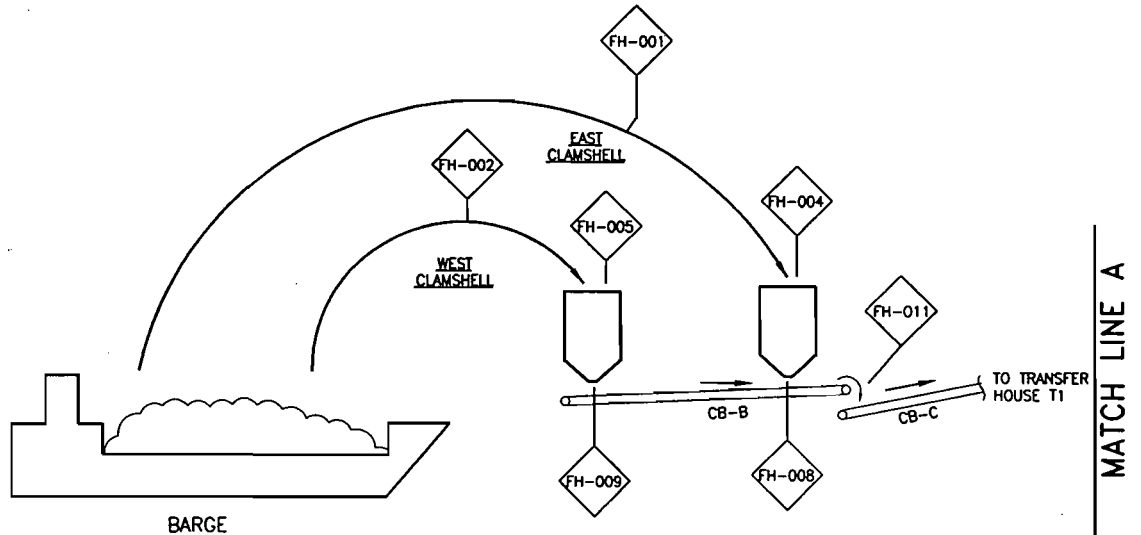 FH-001
EAST
CLAMSHELL
FH-002
FH-004
FH-005
WEST
CLAMSHELL
FH-011
TO TRANSFER
HOUSE T1
CB-B
CB-C
FH-009
FH-008
BARGE
MATCH LINE A